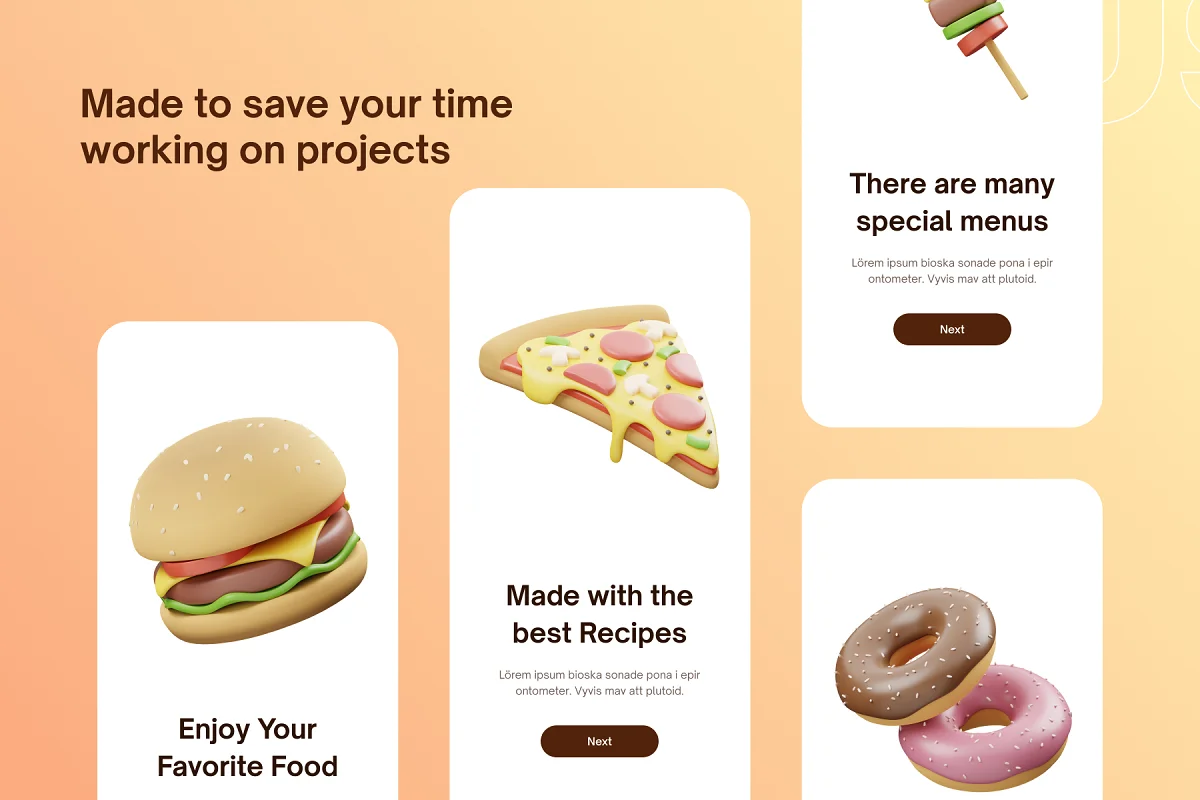 Made to save your time
working on projects
There are many
special menus
Lörem ipsum bioska sonade pona i epir
ontometer. Vyvis mav att plutoid.
Next
Made with the
best Recipes
Lörem ipsum bioska sonade pona i epir
ontometer. Vyvis mav att plutoid.
Next
Enjoy Your
Favorite Food